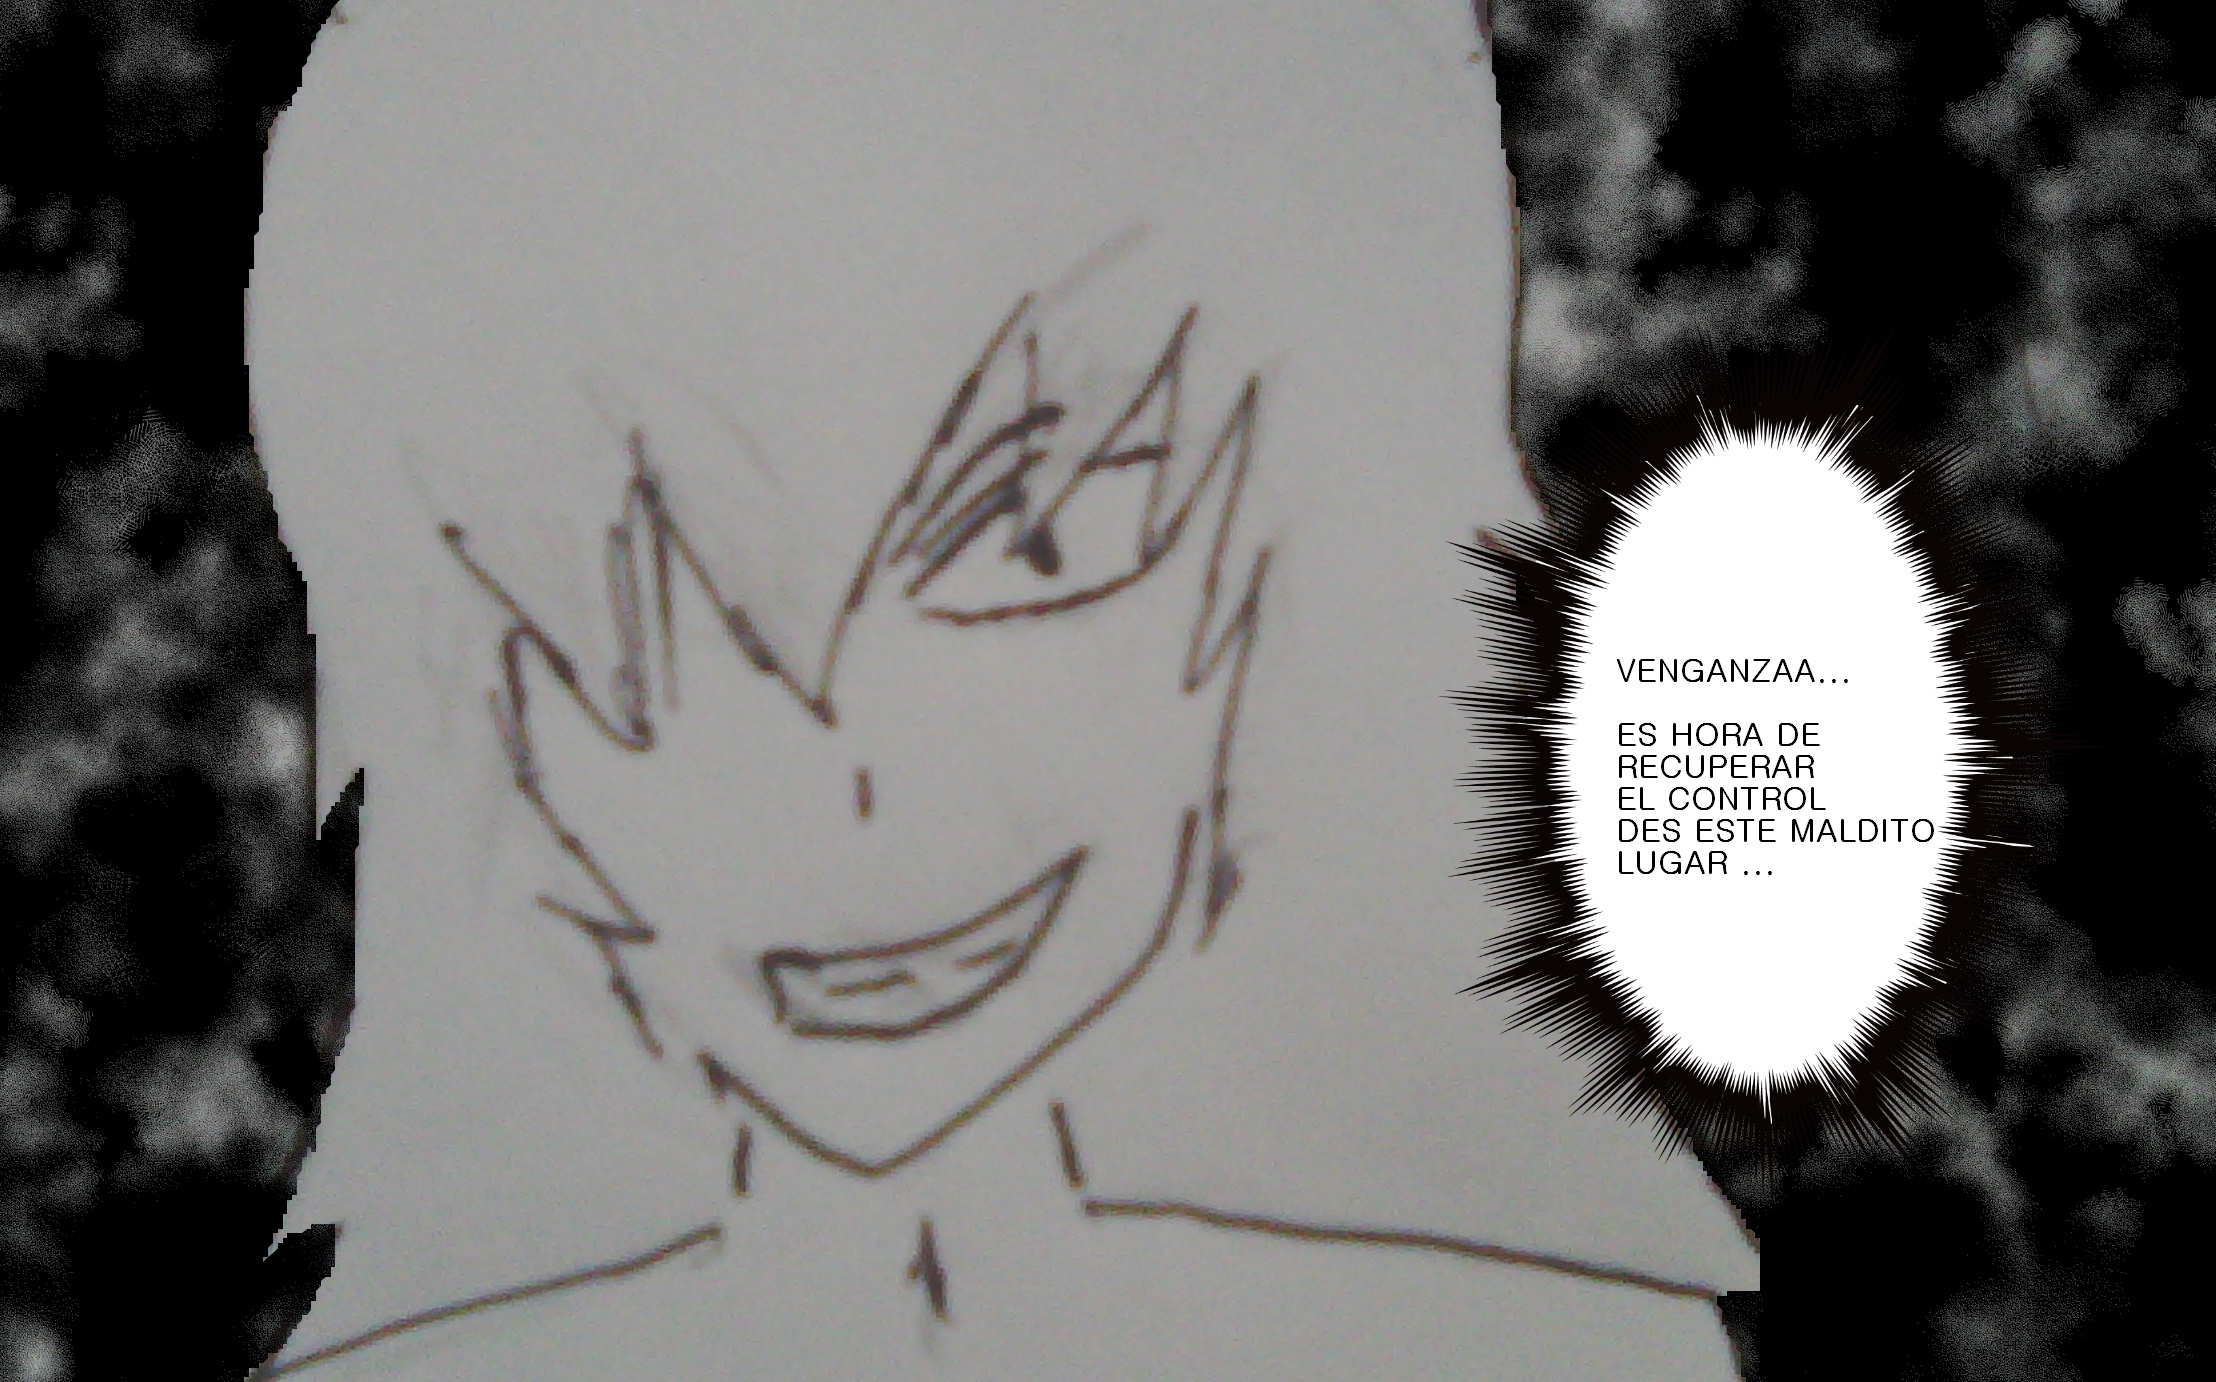 VENGANZAA...
ES HORA DE
RECUPERAR
EL CONTROL
DES ESTE MALDITO
LUGAR ...